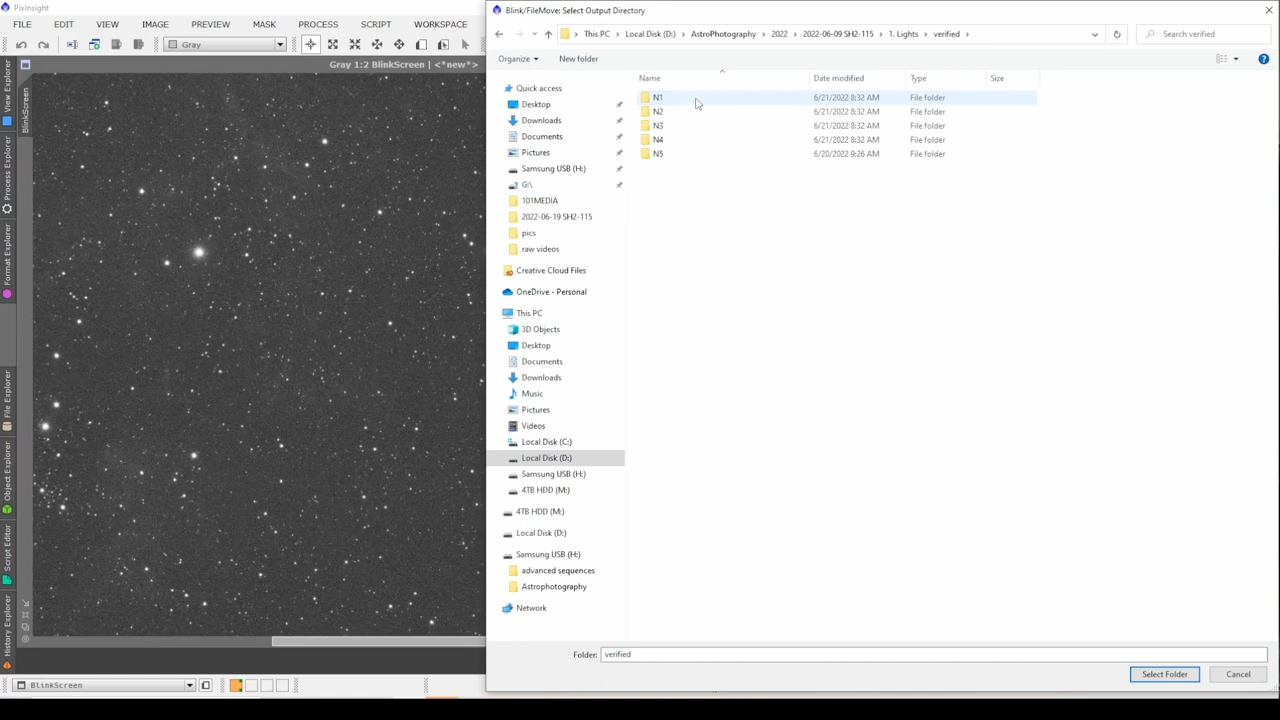 PixInsight
FILE EDIT VIEW IMAGE PREVIEW MASK PROCESS SCRIPT WORKSPACE
Gray
Gray 1:2 BlinkScreen | <*new*>
BlinkScreen
View Explorer
Process Explorer
Format Explorer
File Explorer
Object Explorer
Script Editor
History Explorer
BlinkScreen
Blink/FileMove: Select Output Directory
This PC > Local Disk (D:) > AstroPhotography > 2022 > 2022-06-09 SH2-115 > 1. Lights > verified >
Search verified
Organize New folder
Name Date modified Type Size
N1 6/21/2022 8:32 AM File folder
N2 6/21/2022 8:32 AM File folder
N3 6/21/2022 8:32 AM File folder
N4 6/21/2022 8:32 AM File folder
N5 6/20/2022 9:26 AM File folder
Quick access
Desktop
Downloads
Documents
Pictures
Samsung USB (H:)
G:\
101MEDIA
2022-06-19 SH2-115
pics
raw videos
Creative Cloud Files
OneDrive - Personal
This PC
3D Objects
Desktop
Documents
Downloads
Music
Pictures
Videos
Local Disk (C:)
Local Disk (D:)
Samsung USB (H:)
4TB HDD (M:)
4TB HDD (M:)
Local Disk (D:)
Samsung USB (H:)
advanced sequences
Astrophotography
Network
Folder: verified
Select Folder Cancel